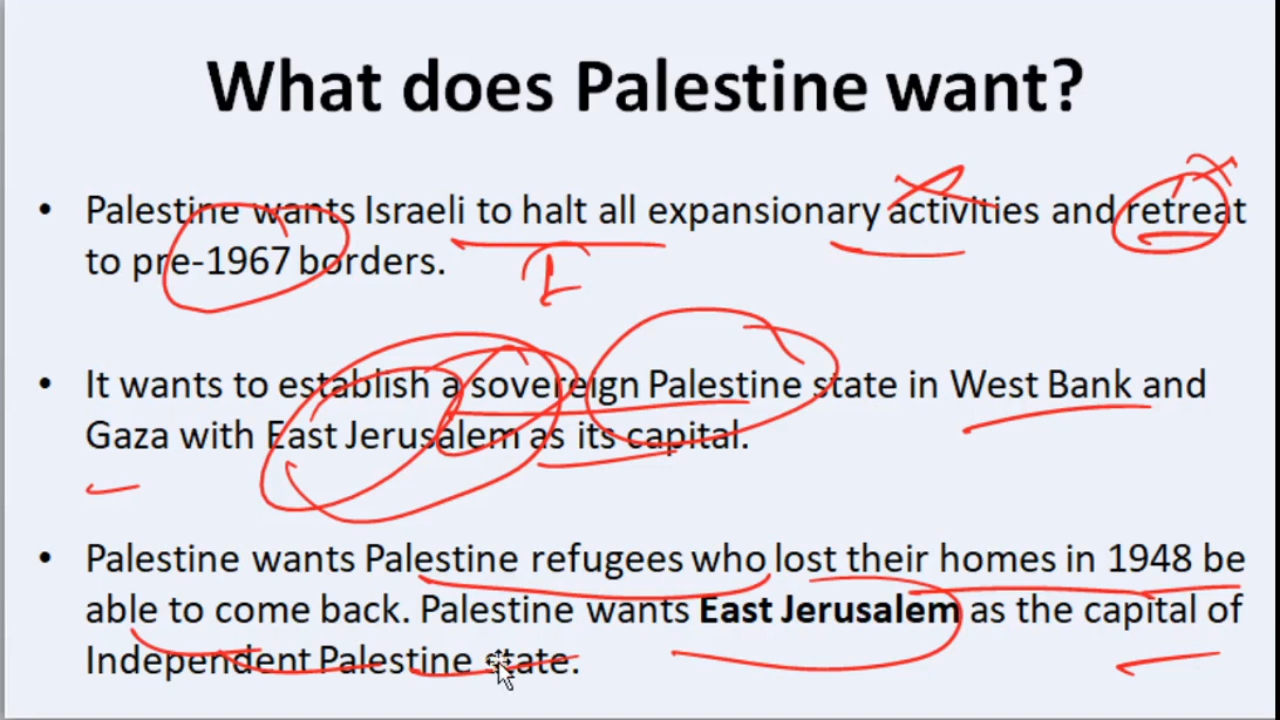 What does Palestine want?
• Palestine wants Israeli to halt all expansionary activities and retreat
to pre-1967 borders.
I
• It wants to establish a sovereign Palestine state in West Bank and
Gaza with East Jerusalem as its capital.
• Palestine wants Palestine refugees who lost their homes in 1948 be
able to come back. Palestine wants East Jerusalem as the capital of
Independent Palestine state.